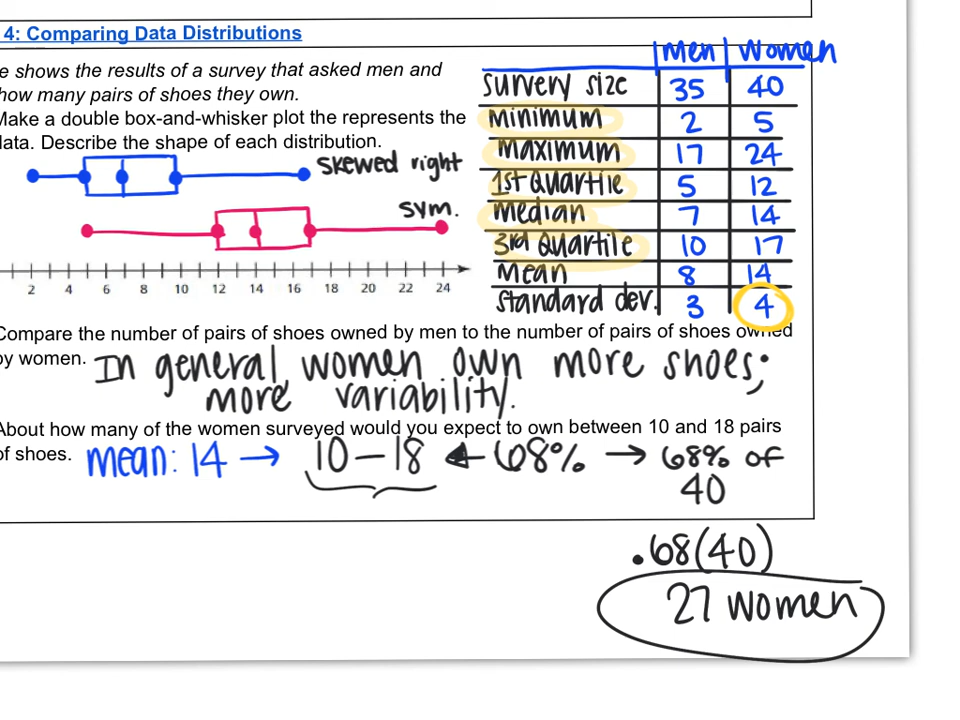 4: Comparing Data Distributions
e shows the results of a survey that asked men and
how many pairs of shoes they own.
Make a double box-and-whisker plot the represents the
data. Describe the shape of each distribution.
skewed right
sym.
2 4 6 8 10 12 14 16 18 20 22 24
Men Women
survery size 35 40
minimum 2 5
maximum 17 24
1st Quartile 5 12
median 7 14
3rd Quartile 10 17
mean 8 14
standard dev. 3 4
Compare the number of pairs of shoes owned by men to the number of pairs of shoes owned
by women. In general women own more shoes;
more variability.
About how many of the women surveyed would you expect to own between 10 and 18 pairs
of shoes. mean: 14 → 10-18 ← 68% → 68% of
40
.68(40)
27 women